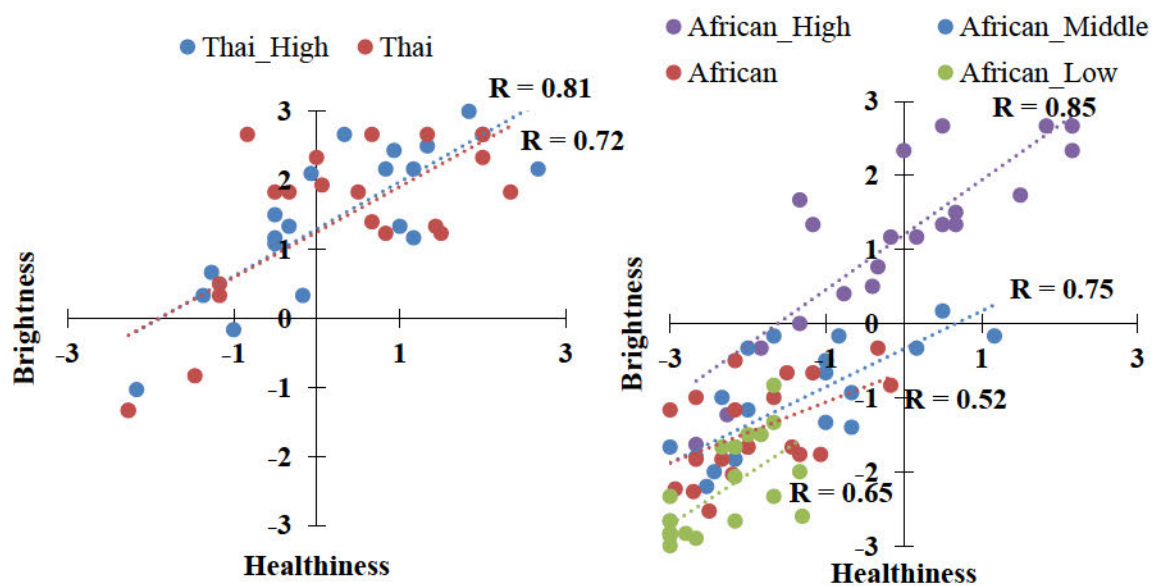 Thai_High Thai
R = 0.81
R = 0.72
3
2
1
0
-1
-2
-3
-3 -1 1 3
Brightness
Healthiness
African_High African_Middle
African African_Low
R = 0.85
R = 0.75
R = 0.52
R = 0.65
3
2
1
0
-1
-2
-3
-3 -1 1 3
Brightness
Healthiness